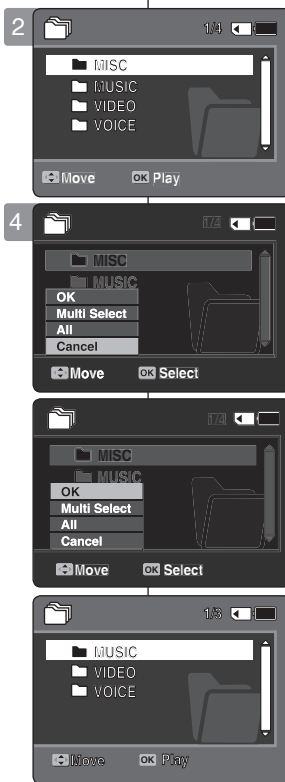 2
1/4
MISC
MUSIC
VIDEO
VOICE
Move OK Play
4
1/4
MISC
MUSIC
OK
Multi Select
All
Cancel
Move OK Select
1/4
MISC
MUSIC
OK
Multi Select
All
Cancel
Move OK Select
1/3
MUSIC
VIDEO
VOICE
Move OK Play